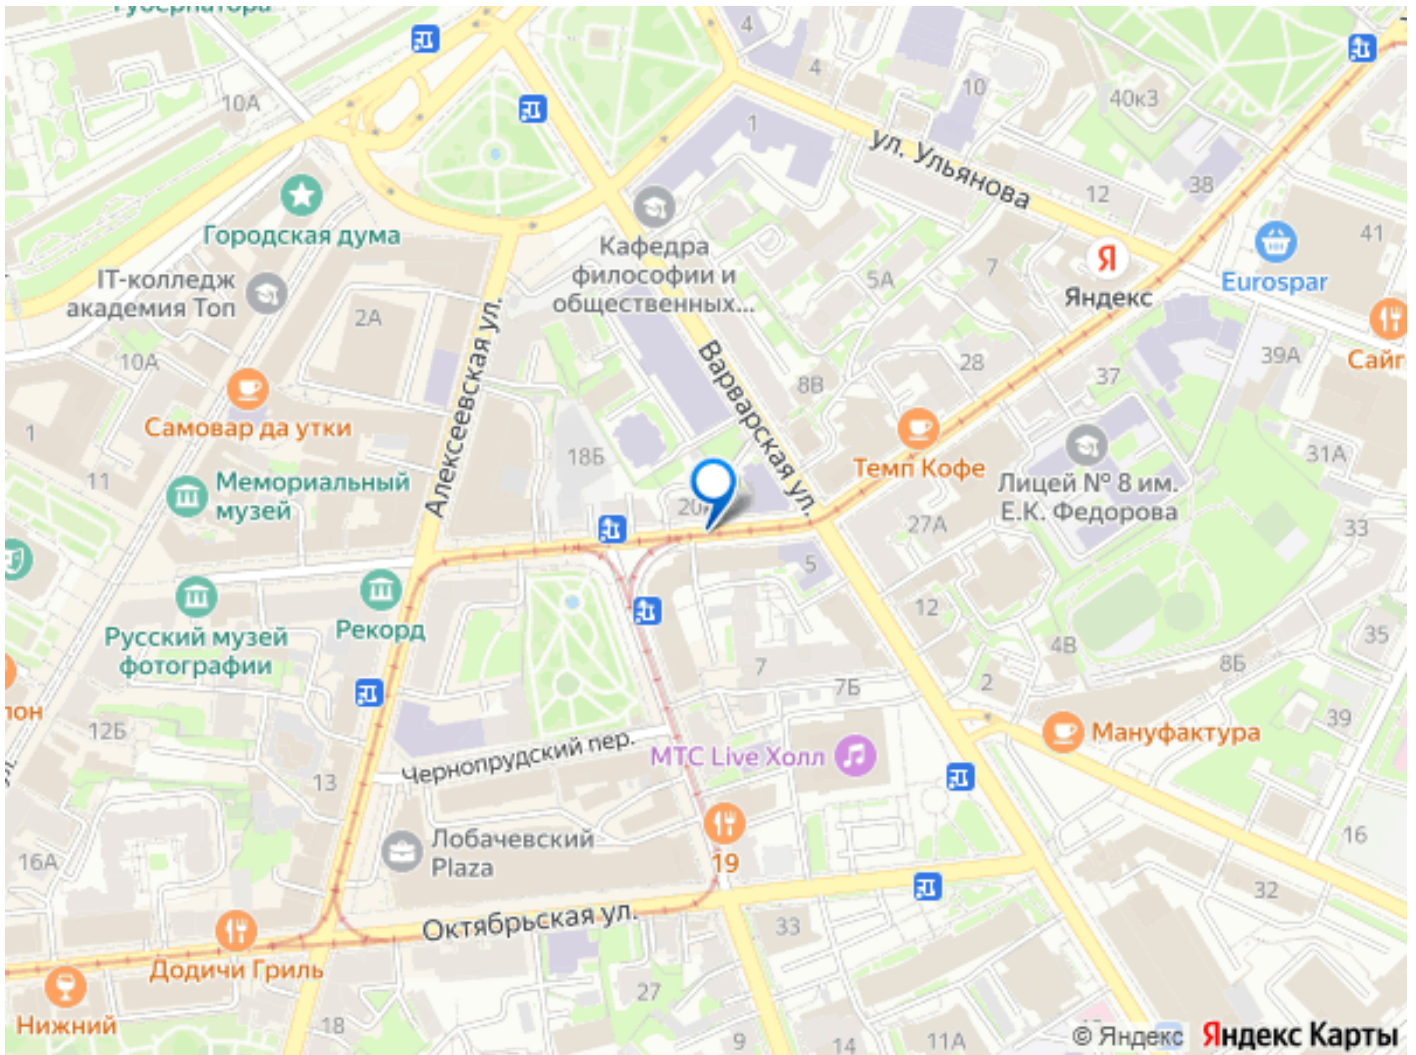 Губернатора
4
4
10
10А
1
40к3
ул. Ульянова
12
38
Городская дума
Кафедра
философии и
общественных...
41
Eurospar
5А
7
Я
Яндекс
IT-колледж
академия Топ
2А
Алексеевская ул.
Варварская ул.
28
37
39А
Сайг
10А
8В
Самовар да утки
1
11
18Б
Темп Кофе
31А
Мемориальный
музей
20
Лицей № 8 им.
Е.К. Федорова
27А
33
5
Рекорд
Русский музей
фотографии
12
4В
35
8Б
7
7Б
2
12Б
39
Чернопрудский пер.
МТС Live Холл
Мануфактура
13
16А
Лобачевский
Plaza
19
16
32
Октябрьская ул.
33
Додичи Гриль
27
Нижний
18
9
14
11А
© Яндекс Яндекс Карты